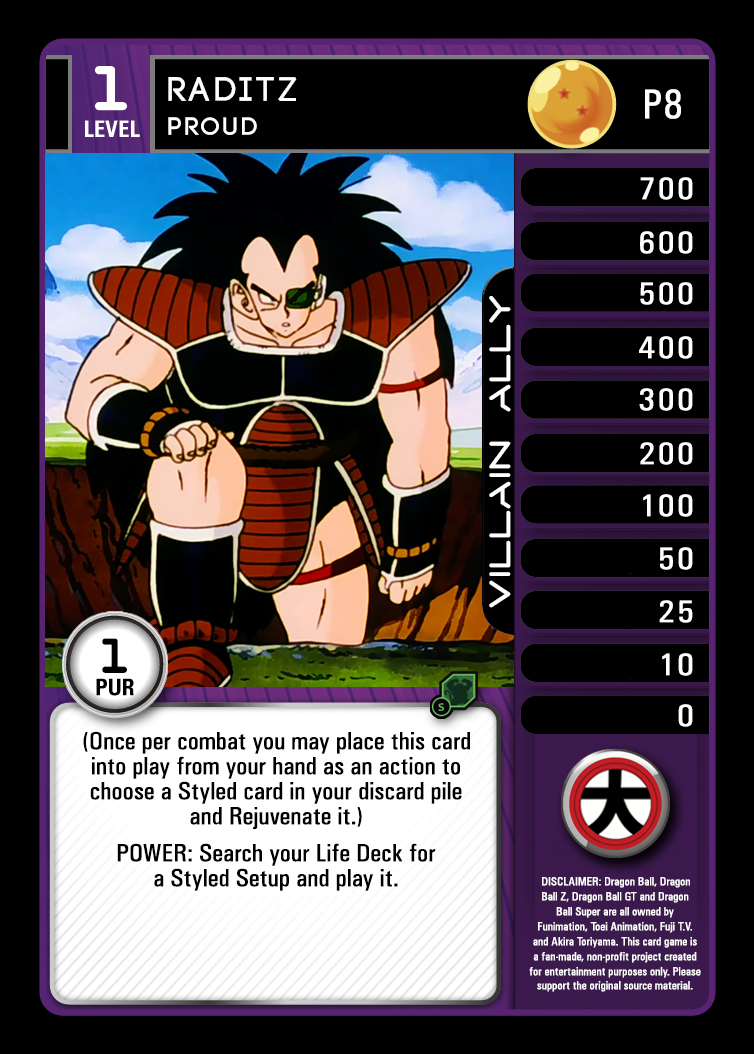 1
LEVEL
RADITZ
PROUD
P8
700
600
500
400
300
200
100
50
25
10
0
VILLAIN ALLY
1
PUR
S
(Once per combat you may place this card
into play from your hand as an action to
choose a Styled card in your discard pile
and Rejuvenate it.)
POWER: Search your Life Deck for
a Styled Setup and play it.
大
DISCLAIMER: Dragon Ball, Dragon
Ball Z, Dragon Ball GT and Dragon
Ball Super are all owned by
Funimation, Toei Animation, Fuji T.V.
and Akira Toriyama. This card game is
a fan-made, non-profit project created
for entertainment purposes only. Please
support the original source material.